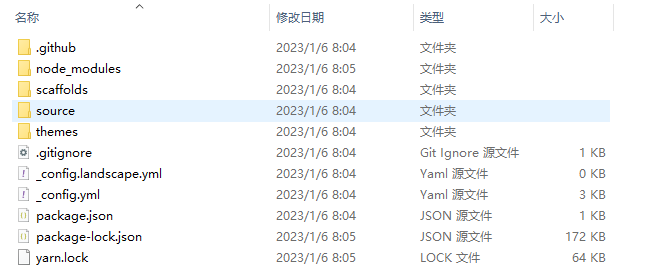 名称 修改日期 类型 大小
.github 2023/1/6 8:04 文件夹
node_modules 2023/1/6 8:05 文件夹
scaffolds 2023/1/6 8:04 文件夹
source 2023/1/6 8:04 文件夹
themes 2023/1/6 8:04 文件夹
.gitignore 2023/1/6 8:04 Git Ignore 源文件 1 KB
_config.landscape.yml 2023/1/6 8:04 Yaml 源文件 0 KB
_config.yml 2023/1/6 8:04 Yaml 源文件 3 KB
package.json 2023/1/6 8:04 JSON 源文件 1 KB
package-lock.json 2023/1/6 8:05 JSON 源文件 172 KB
yarn.lock 2023/1/6 8:05 LOCK 文件 64 KB